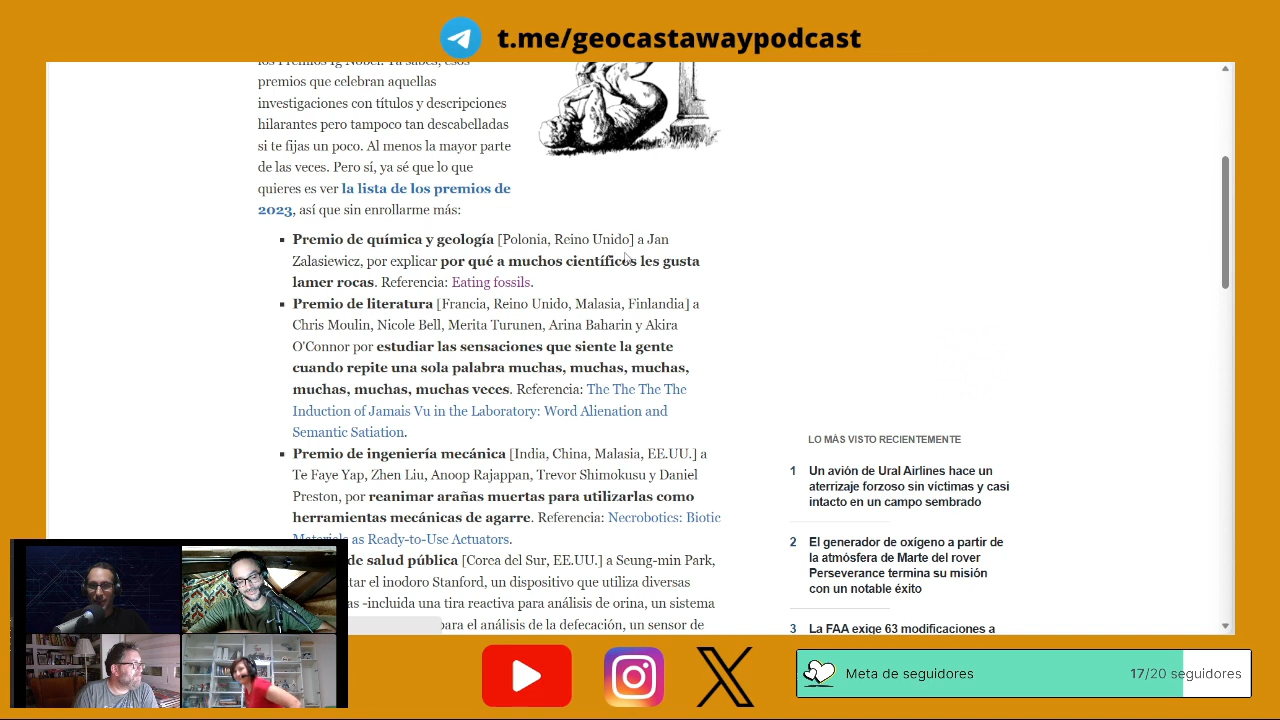 t.me/geocastawaypodcast
los Premios Ig Nobel. Ya sabes, esos
premios que celebran aquellas
investigaciones con títulos y descripciones
hilarantes pero tampoco tan descabelladas
si te fijas un poco. Al menos la mayor parte
de las veces. Pero sí, ya sé que lo que
quieres es ver la lista de los premios de
2023, así que sin enrollarme más:
Premio de química y geología [Polonia, Reino Unido] a Jan
Zalasiewicz, por explicar por qué a muchos científicos les gusta
lamer rocas. Referencia: Eating fossils.
Premio de literatura [Francia, Reino Unido, Malasia, Finlandia] a
Chris Moulin, Nicole Bell, Merita Turunen, Arina Baharin y Akira
O'Connor por estudiar las sensaciones que siente la gente
cuando repite una sola palabra muchas, muchas, muchas,
muchas, muchas, muchas veces. Referencia: The The The The
Induction of Jamais Vu in the Laboratory: Word Alienation and
Semantic Satiation.
Premio de ingeniería mecánica [India, China, Malasia, EE.UU.] a
Te Faye Yap, Zhen Liu, Anoop Rajappan, Trevor Shimokusu y Daniel
Preston, por reanimar arañas muertas para utilizarlas como
herramientas mecánicas de agarre. Referencia: Necrobotics: Biotic
Materials as Ready-to-Use Actuators.
de salud pública [Corea del Sur, EE.UU.] a Seung-min Park,
inodoro Stanford, un dispositivo que utiliza diversas
-incluida una tira reactiva para análisis de orina, un sistema
para el análisis de la defecación, un sensor de
LO MÁS VISTO RECIENTEMENTE
1 Un avión de Ural Airlines hace un
aterrizaje forzoso sin víctimas y casi
intacto en un campo sembrado
2 El generador de oxígeno a partir de
la atmósfera de Marte del rover
Perseverance termina su misión
con un notable éxito
3 La FAA exige 63 modificaciones a
Meta de seguidores 17/20 seguidores